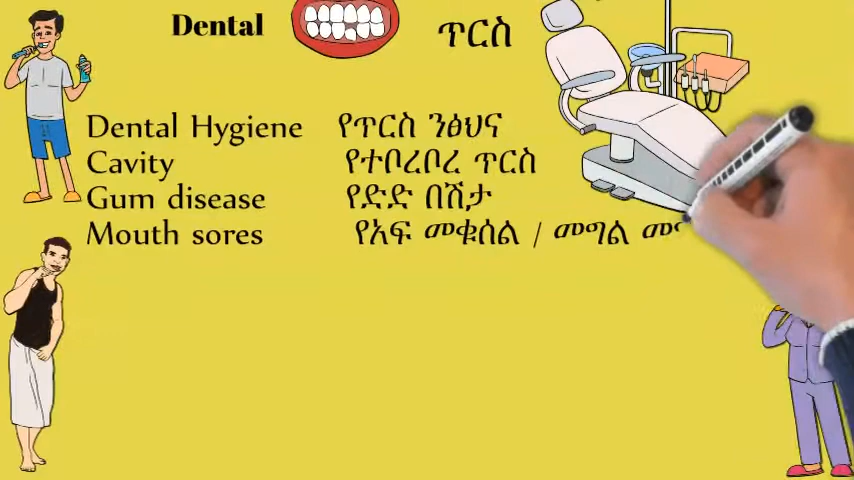 Dental ጥርስ
Dental Hygiene የጥርስ ንፅህና
Cavity የተቦረቦረ ጥርስ
Gum disease የድድ በሽታ
Mouth sores የአፍ መቁሰል / መግል